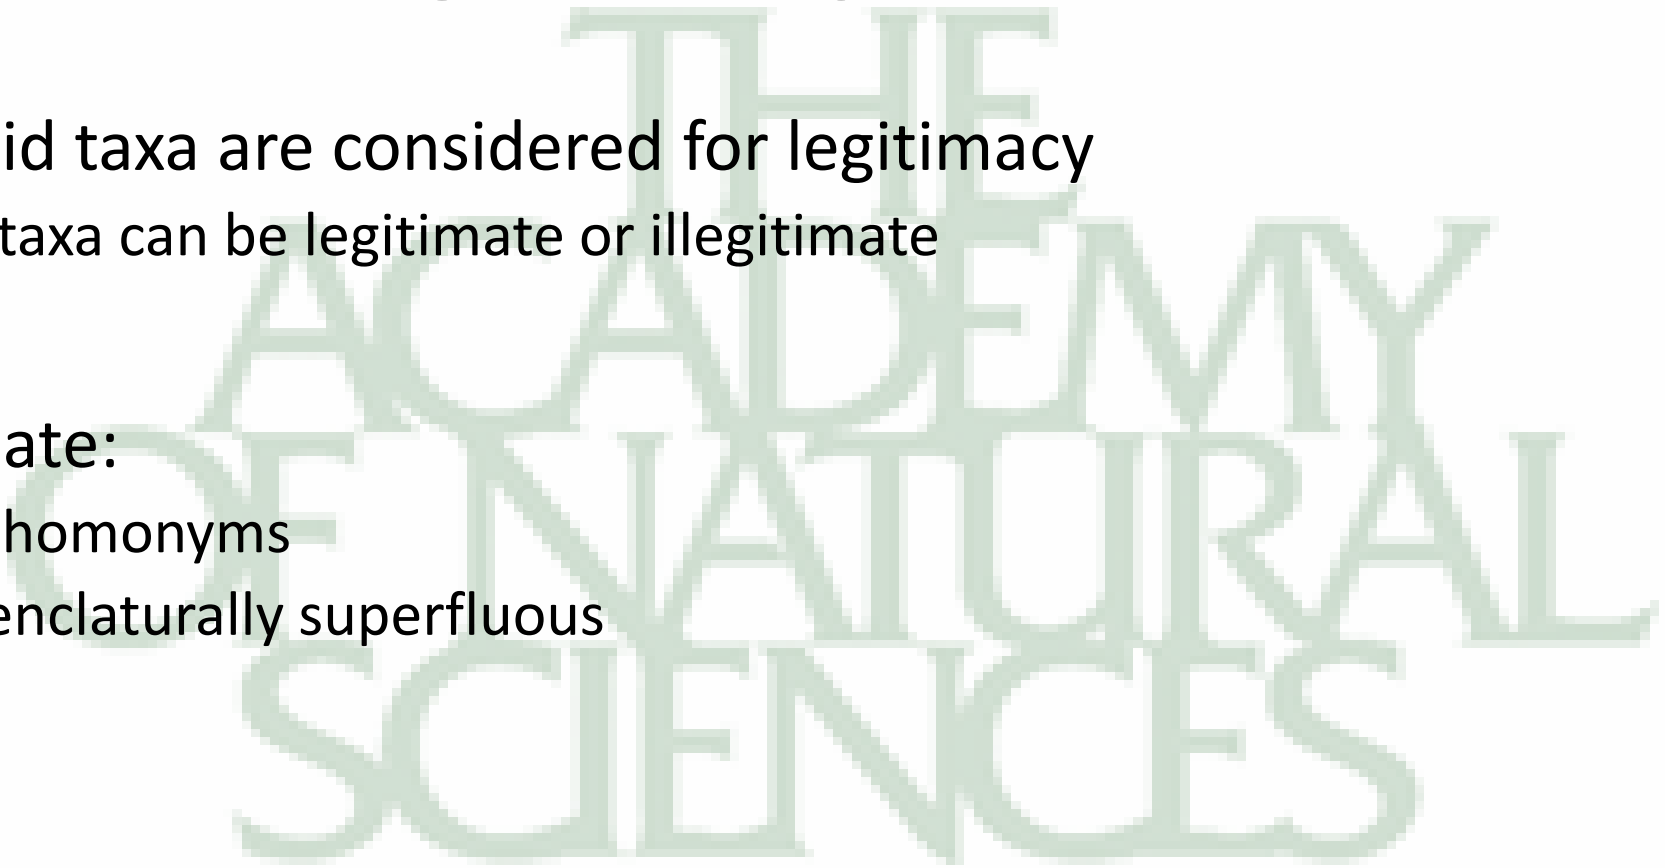 id taxa are considered for legitimacy
taxa can be legitimate or illegitimate
ate:
homonyms
enclaturally superfluous
THE
ACADEMY
OF NATURAL
SCIENCES